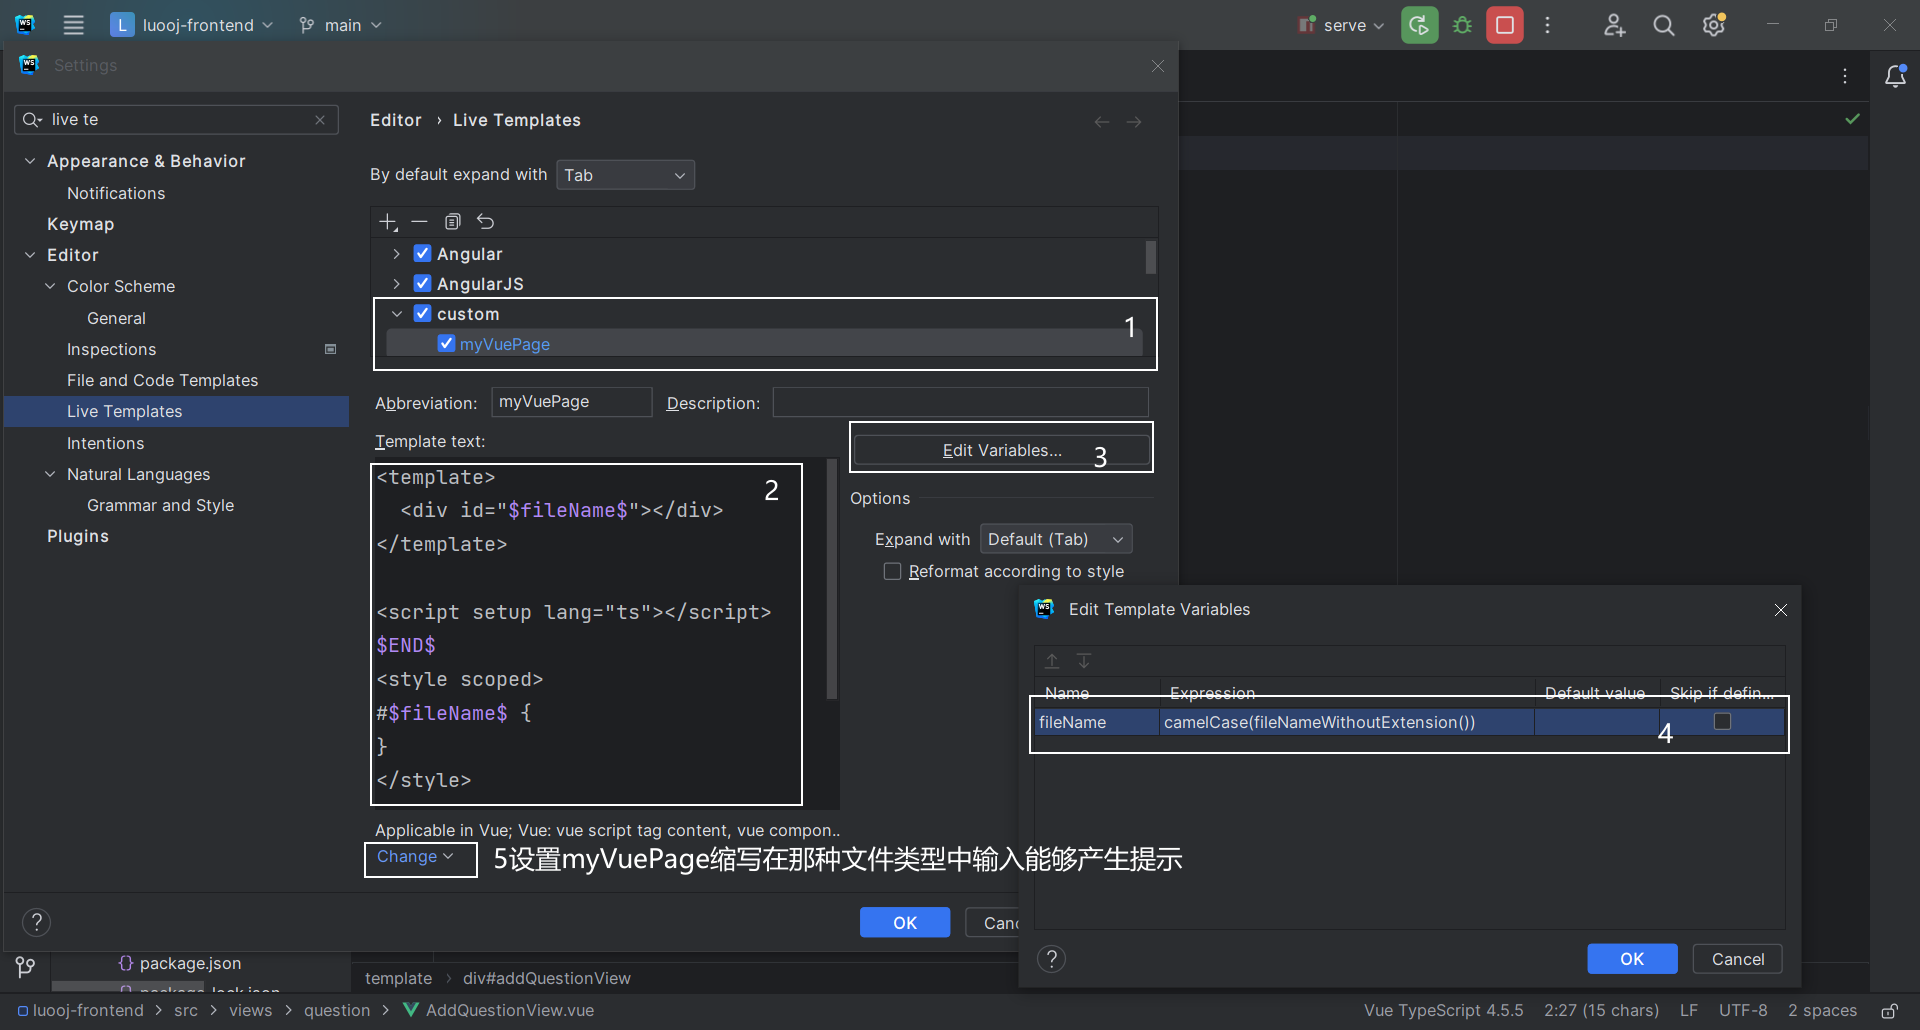 L luooj-frontend main serve
Settings
live te
Appearance & Behavior
Notifications
Keymap
Editor
Color Scheme
General
Inspections
File and Code Templates
Live Templates
Intentions
Natural Languages
Grammar and Style
Plugins
Editor › Live Templates
By default expand with Tab
Angular
AngularJS
custom
1
myVuePage
Abbreviation: myVuePage Description:
Template text:
Edit Variables...
3
2
<template>
<div id="$fileName$"></div>
</template>
<script setup lang="ts"></script>
$END$
<style scoped>
#$fileName$ {
}
</style>
Options
Expand with Default (Tab)
Reformat according to style
Applicable in Vue; Vue: vue script tag content, vue compon..
Change
5设置myVuePage缩写在那种文件类型中输入能够产生提示
? OK Canc
Edit Template Variables
Name Expression Default value Skip if defin...
fileName camelCase(fileNameWithoutExtension())
4
? OK Cancel
{} package.json
package-lock.json
template › div#addQuestionView
luooj-frontend > src > views > question > AddQuestionView.vue
Vue TypeScript 4.5.5 2:27 (15 chars) LF UTF-8 2 spaces